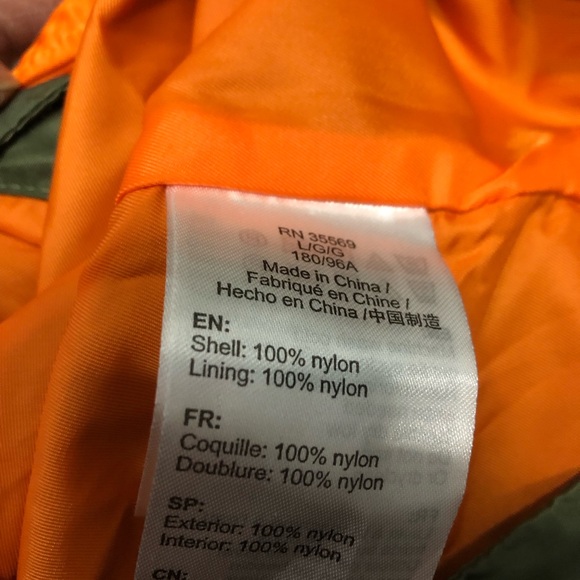 RN 35569
L/G/G
180/96A
Made in China /
Fabriqué en Chine /
Hecho en China /中国制造
EN:
Shell: 100% nylon
Lining: 100% nylon
FR:
Coquille: 100% nylon
Doublure: 100% nylon
SP:
Exterior: 100% nylon
Interior: 100% nylon
CN: